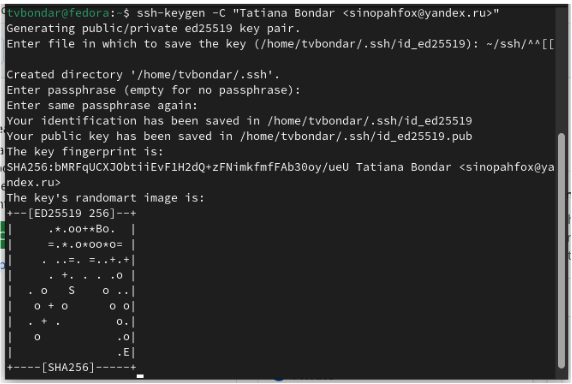 tvbondar@fedora:~$ ssh-keygen -C "Tatiana Bondar <sinopahfox@yandex.ru>"
Generating public/private ed25519 key pair.
Enter file in which to save the key (/home/tvbondar/.ssh/id_ed25519): ~/ssh/^^[[
Created directory '/home/tvbondar/.ssh'.
Enter passphrase (empty for no passphrase):
Enter same passphrase again:
Your identification has been saved in /home/tvbondar/.ssh/id_ed25519
Your public key has been saved in /home/tvbondar/.ssh/id_ed25519.pub
The key fingerprint is:
SHA256:bMRFqUCXJObtiiEvF1H2dQ+zFNimkfmfFAb30oy/ueU Tatiana Bondar <sinopahfox@ya
ndex.ru>
The key's randomart image is:
+--[ED25519 256]--+
|     .*.oo+*Bo.  |
|     =.*.o*oo*o= |
|    . ..=. =..+.+|
|     . +. . . .o |
|  . o   S    o ..|
|   o + o      o o|
|  . + .        o.|
|   o           .o|
|               .E|
+----[SHA256]-----+